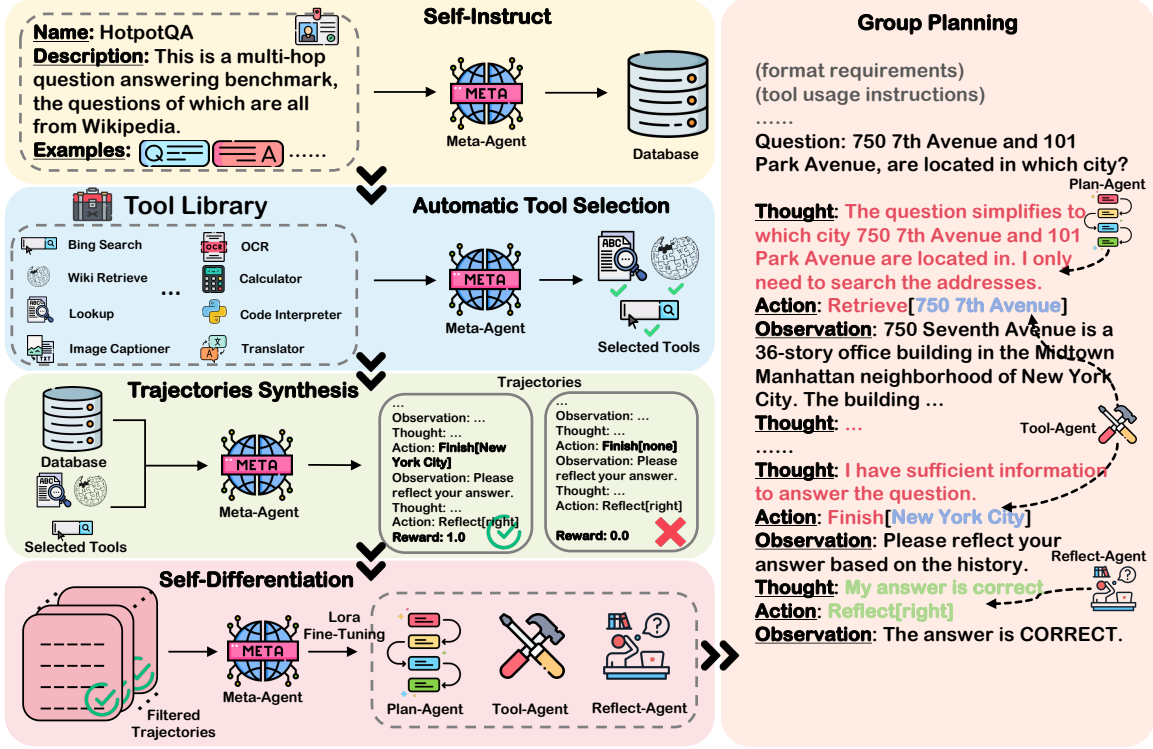 Self-Instruct
Name: HotpotQA
Description: This is a multi-hop
question answering benchmark,
the questions of which are all
from Wikipedia.
Examples: Q A ......
META
Meta-Agent
Database
Tool Library
Bing Search
OCR
OCR
Wiki Retrieve
...
Calculator
ABC
Lookup
Code Interpreter
TXT
Image Captioner
文
A
Translator
Automatic Tool Selection
META
Meta-Agent
ABC
Selected Tools
Trajectories Synthesis
Database
ABC
Selected Tools
META
Meta-Agent
Trajectories
...
Observation: ...
Thought: ...
Action: Finish[New
York City]
Observation: Please
reflect your answer.
Thought: ...
Action: Reflect[right]
Reward: 1.0
...
Observation: ...
Thought: ...
Action: Finish[none]
Observation: Please
reflect your answer.
Thought: ...
Action: Reflect[right]
Reward: 0.0
Self-Differentiation
Filtered
Trajectories
META
Meta-Agent
Lora
Fine-Tuning
Plan-Agent
Tool-Agent
?
Reflect-Agent
Group Planning
(format requirements)
(tool usage instructions)
......
Question: 750 7th Avenue and 101
Park Avenue, are located in which city?
Plan-Agent
Thought: The question simplifies to
which city 750 7th Avenue and 101
Park Avenue are located in. I only
need to search the addresses.
Action: Retrieve[750 7th Avenue]
Observation: 750 Seventh Avenue is a
36-story office building in the Midtown
Manhattan neighborhood of New York
City. The building ...
Thought: ...
Tool-Agent
......
Thought: I have sufficient information
to answer the question.
Action: Finish[New York City]
Observation: Please reflect your
answer based on the history.
Reflect-Agent
?
Thought: My answer is correct
Action: Reflect[right]
Observation: The answer is CORRECT.